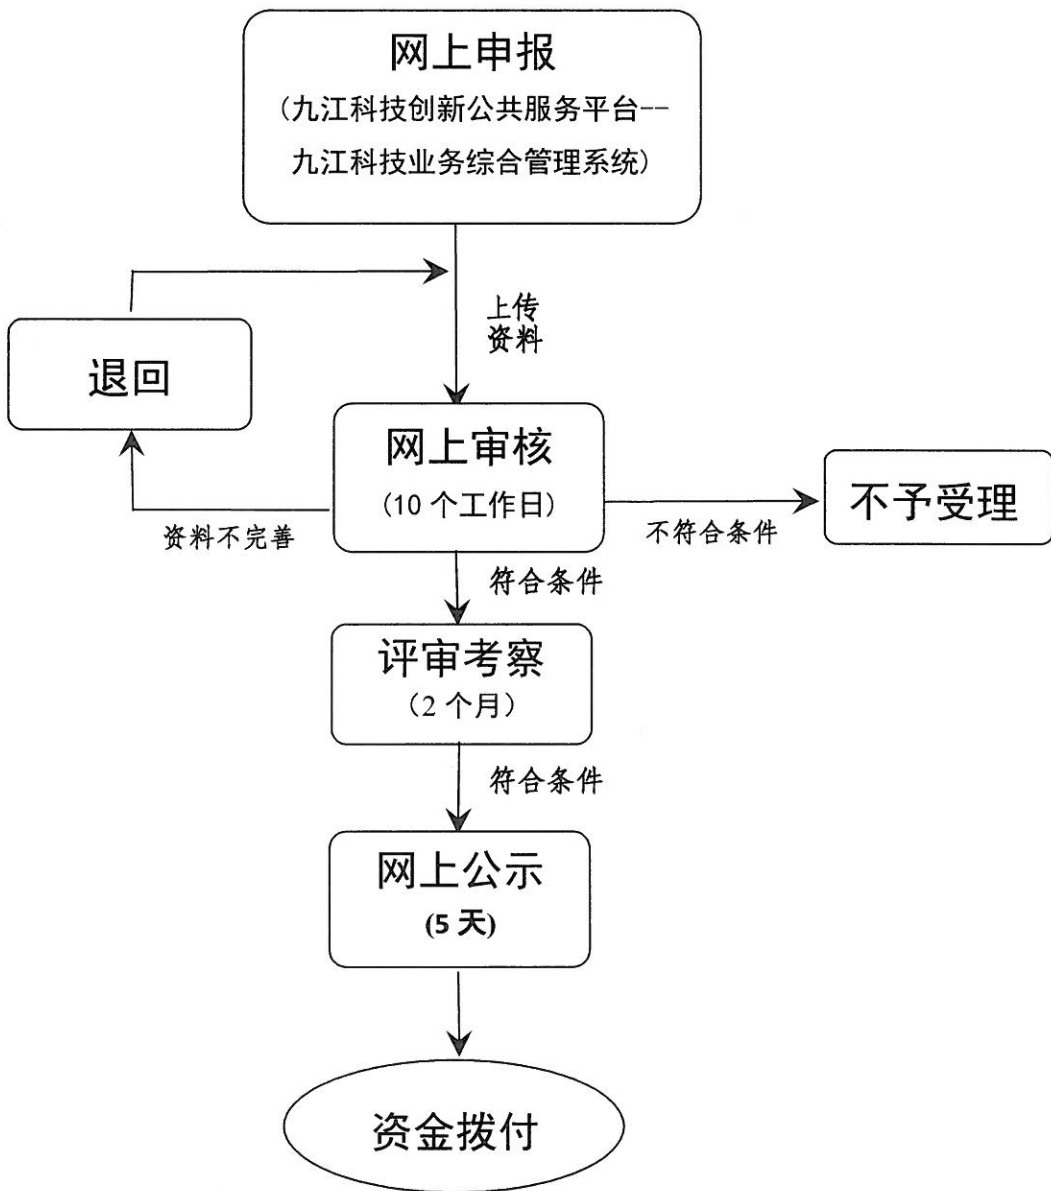 网上申报
(九江科技创新公共服务平台--
九江科技业务综合管理系统)
上传
资料
退回
网上审核
(10 个工作日)
不予受理
资料不完善
不符合条件
符合条件
评审考察
（2 个月）
符合条件
网上公示
(5 天)
资金拨付